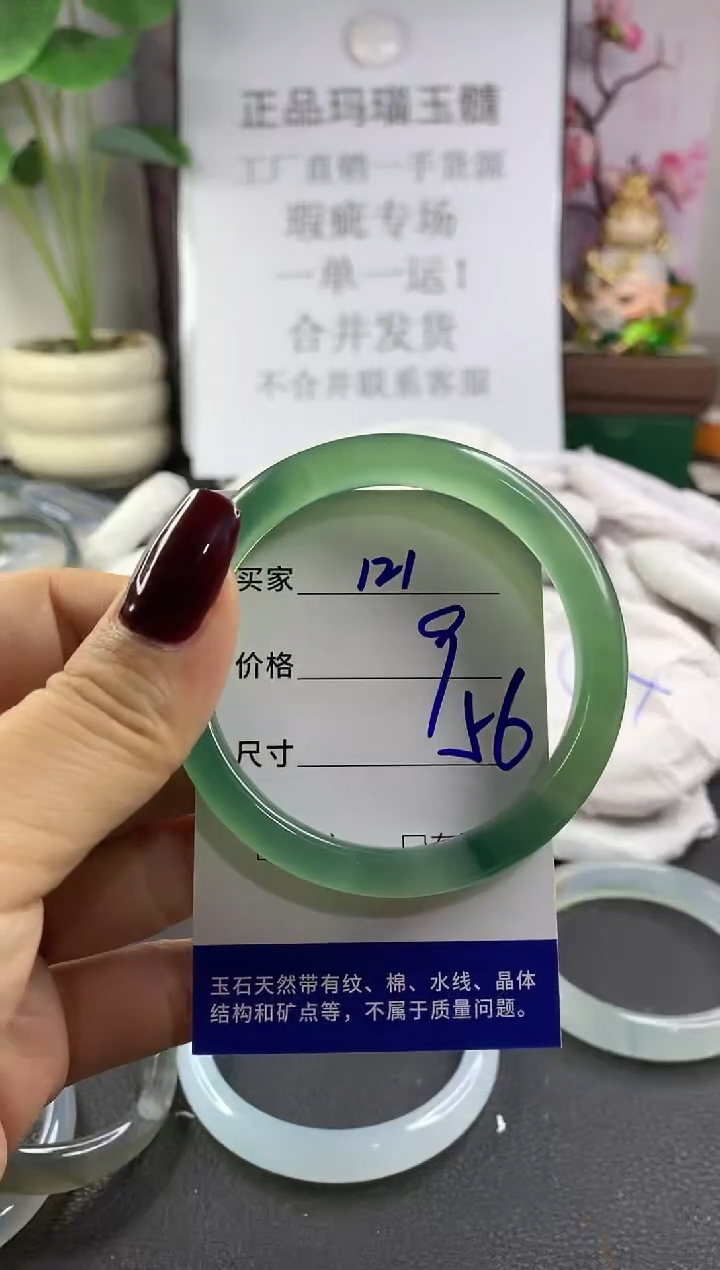 正品玛瑙玉髓
工厂直销一手货源
瑕疵专场
一单一运！
合并发货
不合并联系客服
买家 121
价格 9
尺寸 56
玉石天然带有纹、棉、水线、晶体
结构和矿点等，不属于质量问题。